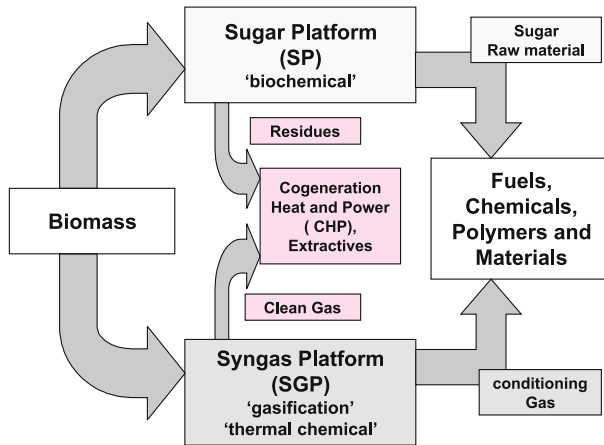 Sugar Platform
(SP)
‘biochemical’
Sugar
Raw material
Residues
Biomass
Cogeneration
Heat and Power
( CHP),
Extractives
Fuels,
Chemicals,
Polymers and
Materials
Clean Gas
Syngas Platform
(SGP)
‘gasification’
‘thermal chemical’
conditioning
Gas